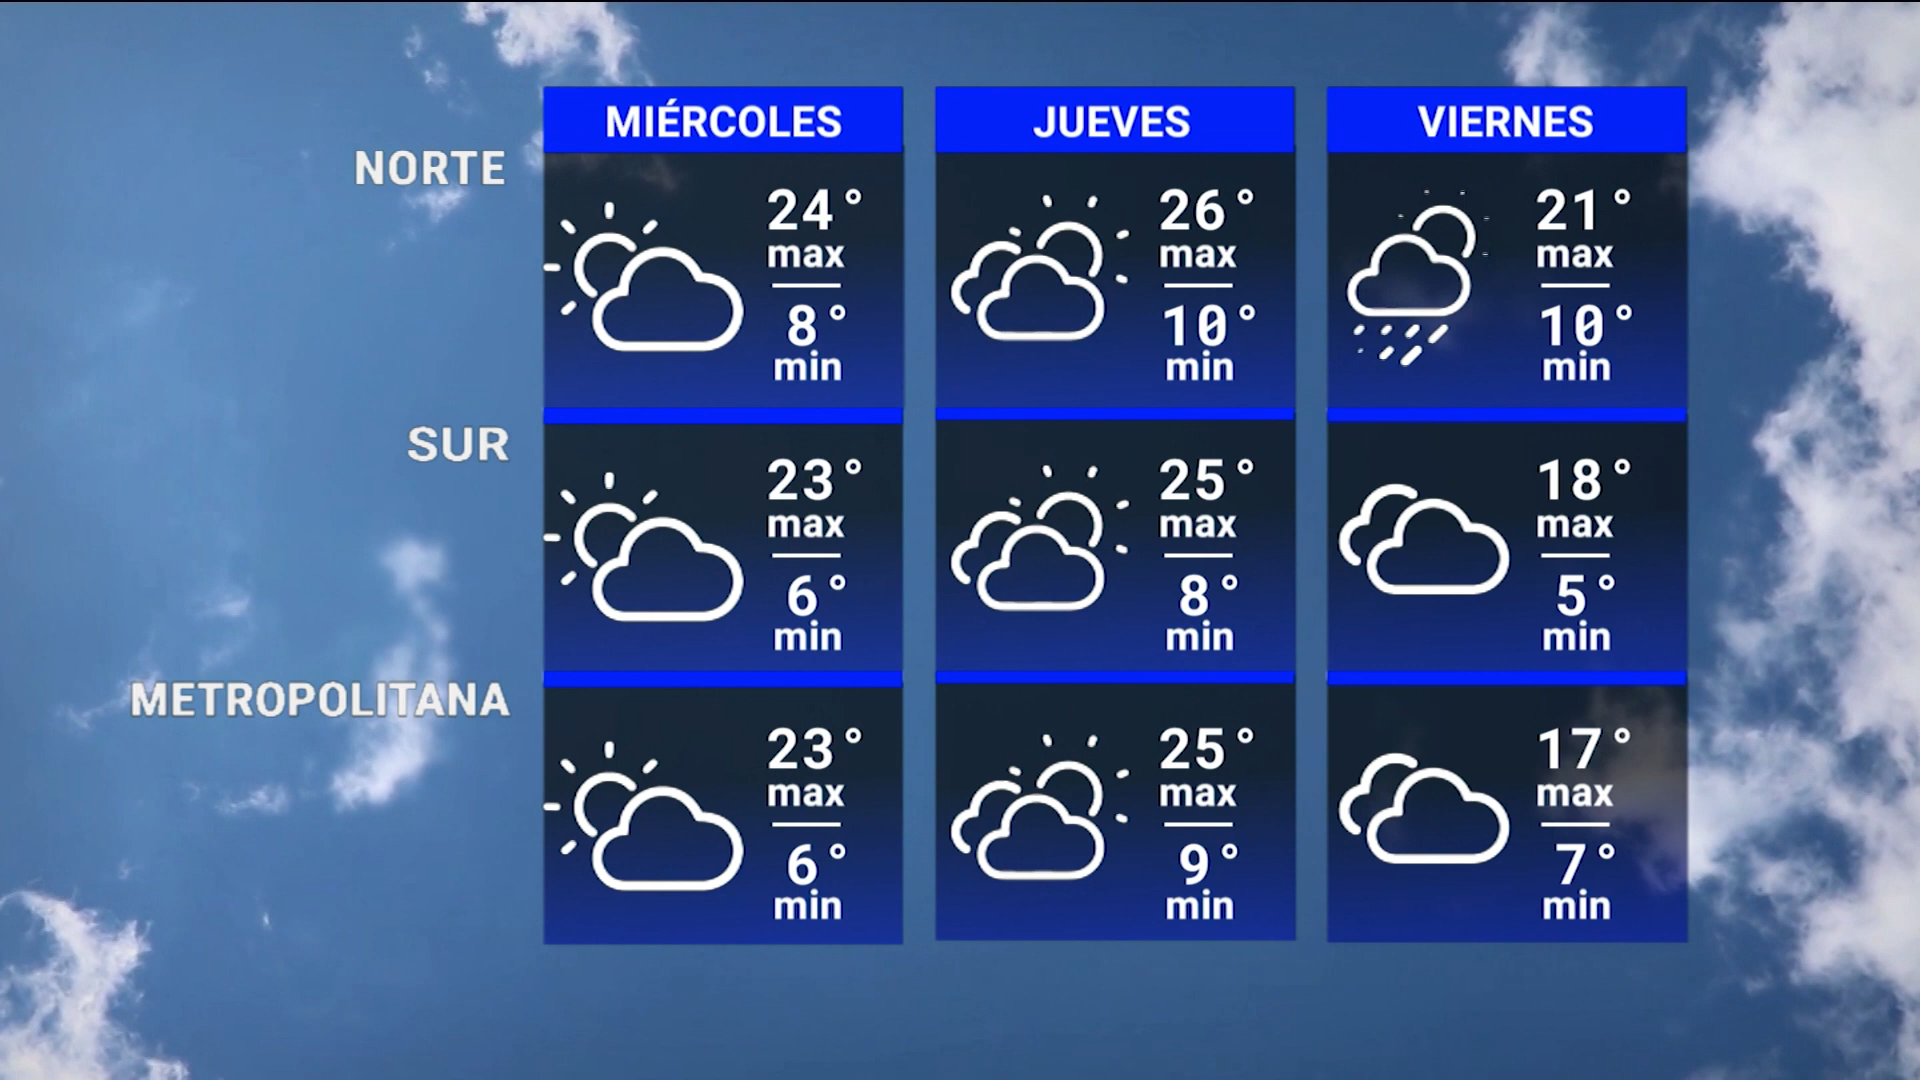 MIÉRCOLES JUEVES VIERNES
NORTE
24° 26° 21°
max max max
8° 10° 10°
min min min
SUR
23° 25° 18°
max max max
6° 8° 5°
min min min
METROPOLITANA
23° 25° 17°
max max max
6° 9° 7°
min min min